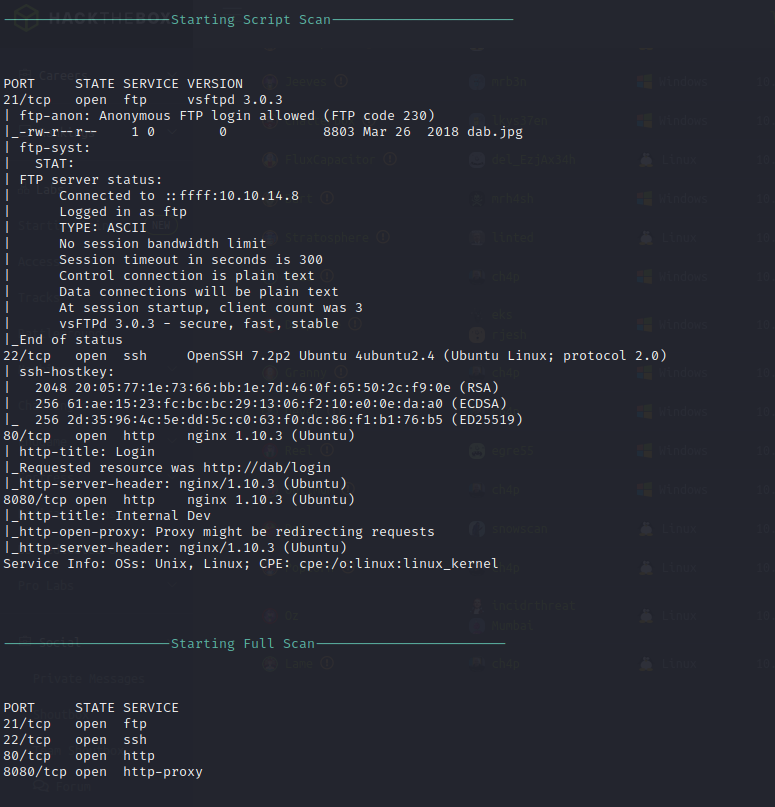 HACKTHEBOX
Starting Script Scan
PORT     STATE SERVICE VERSION
21/tcp   open  ftp     vsftpd 3.0.3
| ftp-anon: Anonymous FTP login allowed (FTP code 230)
|_-rw-r--r--    1 0        0            8803 Mar 26  2018 dab.jpg
| ftp-syst:
|   STAT:
| FTP server status:
|      Connected to ::ffff:10.10.14.8
|      Logged in as ftp
|      TYPE: ASCII
|      No session bandwidth limit
|      Session timeout in seconds is 300
|      Control connection is plain text
|      Data connections will be plain text
|      At session startup, client count was 3
|      vsFTPd 3.0.3 - secure, fast, stable
|_End of status
22/tcp   open  ssh     OpenSSH 7.2p2 Ubuntu 4ubuntu2.4 (Ubuntu Linux; protocol 2.0)
| ssh-hostkey:
|   2048 20:05:77:1e:73:66:bb:1e:7d:46:0f:65:50:2c:f9:0e (RSA)
|   256 61:ae:15:23:fc:bc:bc:29:13:06:f2:10:e0:0e:da:a0 (ECDSA)
|_  256 2d:35:96:4c:5e:dd:5c:c0:63:f0:dc:86:f1:b1:76:b5 (ED25519)
80/tcp   open  http    nginx 1.10.3 (Ubuntu)
| http-title: Login
|_Requested resource was http://dab/login
|_http-server-header: nginx/1.10.3 (Ubuntu)
8080/tcp open  http    nginx 1.10.3 (Ubuntu)
|_http-title: Internal Dev
|_http-open-proxy: Proxy might be redirecting requests
|_http-server-header: nginx/1.10.3 (Ubuntu)
Service Info: OSs: Unix, Linux; CPE: cpe:/o:linux:linux_kernel
Starting Full Scan
PORT     STATE SERVICE
21/tcp   open  ftp
22/tcp   open  ssh
80/tcp   open  http
8080/tcp open  http-proxy